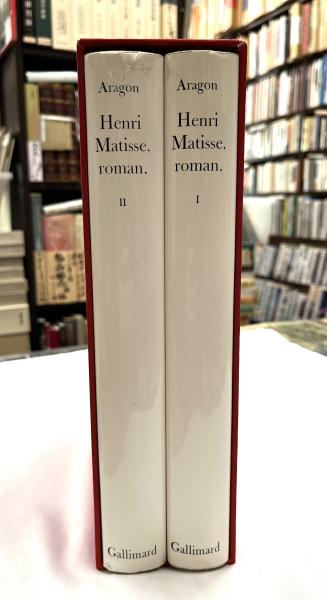 Aragon
Henri
Matisse,
roman.
II
Gallimard
Aragon
Henri
Matisse,
roman.
I
Gallimard